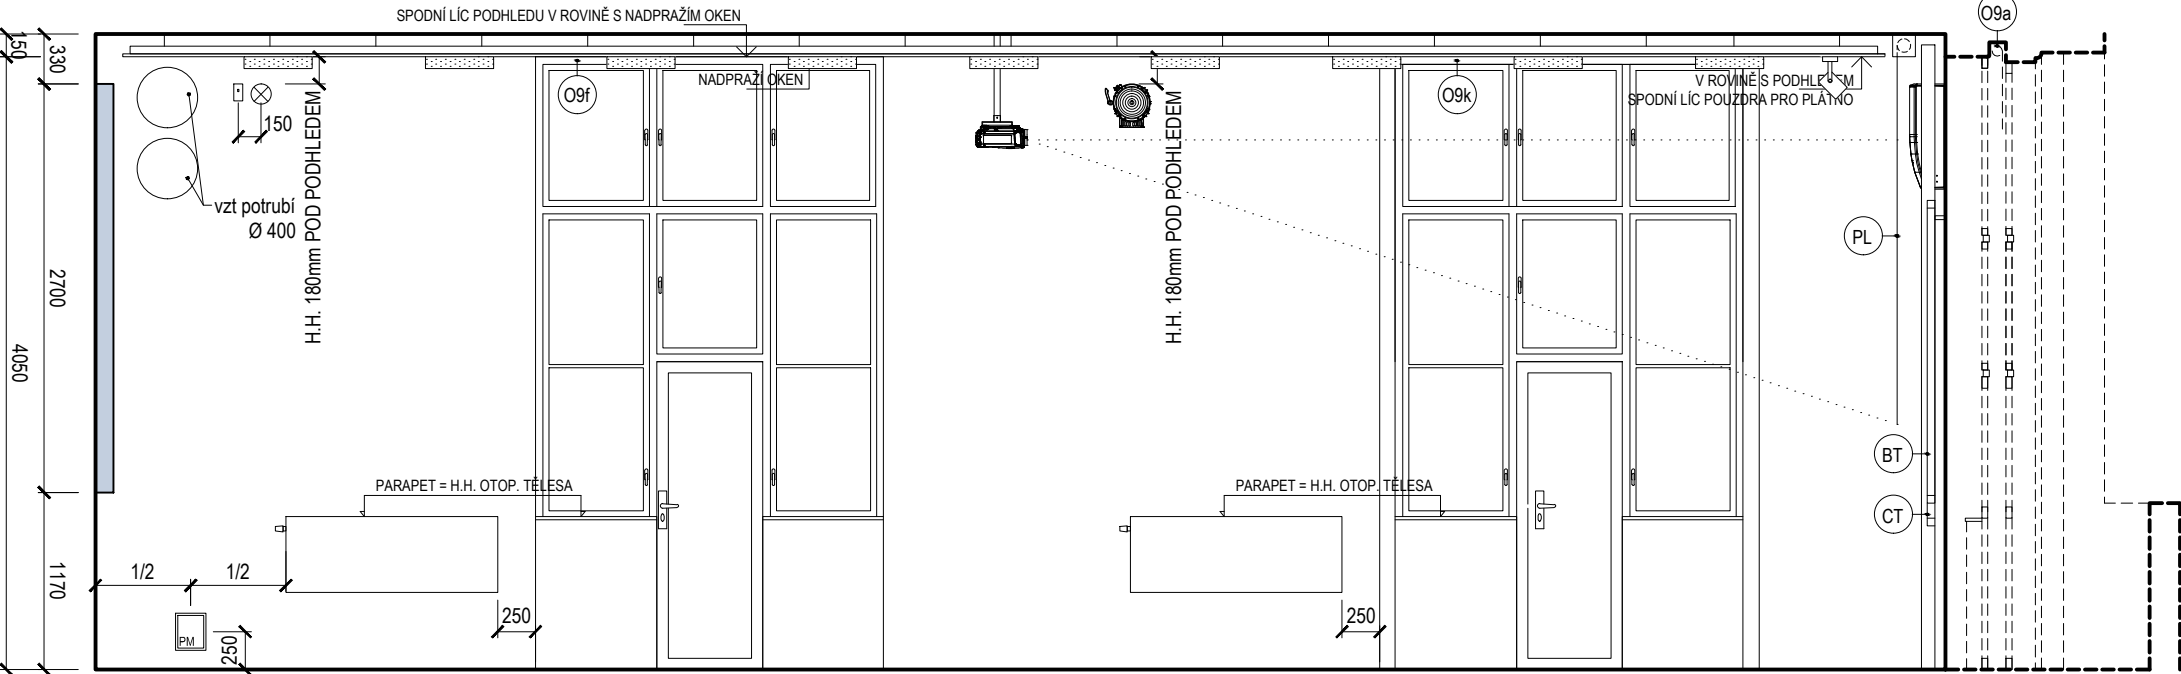 SPODNÍ LÍC PODHLEDU V ROVINĚ S NADPRAŽÍM OKEN
O9a
150
330
O9f
NADPRAŽÍ OKEN
O9k
V ROVINĚ S PODHLEDEM
SPODNÍ LÍC POUZDRA PRO PLÁTNO
150
H.H. 180mm POD PODHLEDEM
H.H. 180mm POD PODHLEDEM
vzt potrubí
Ø 400
PL
2700
4050
BT
PARAPET = H.H. OTOP. TĚLESA
PARAPET = H.H. OTOP. TĚLESA
CT
1170
1/2
1/2
250
250
PM
250